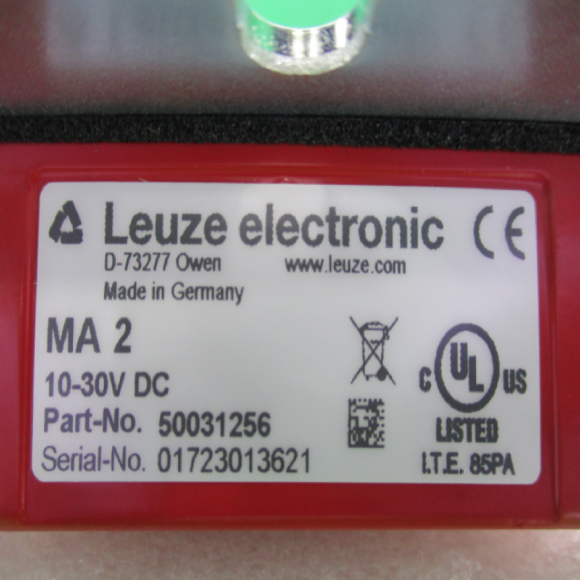 Leuze electronic CE
D-73277 Owen www.leuze.com
Made in Germany
MA 2
10-30V DC
C UL US
Part-No. 50031256
LISTED
Serial-No. 01723013621
I.T.E. 85PA